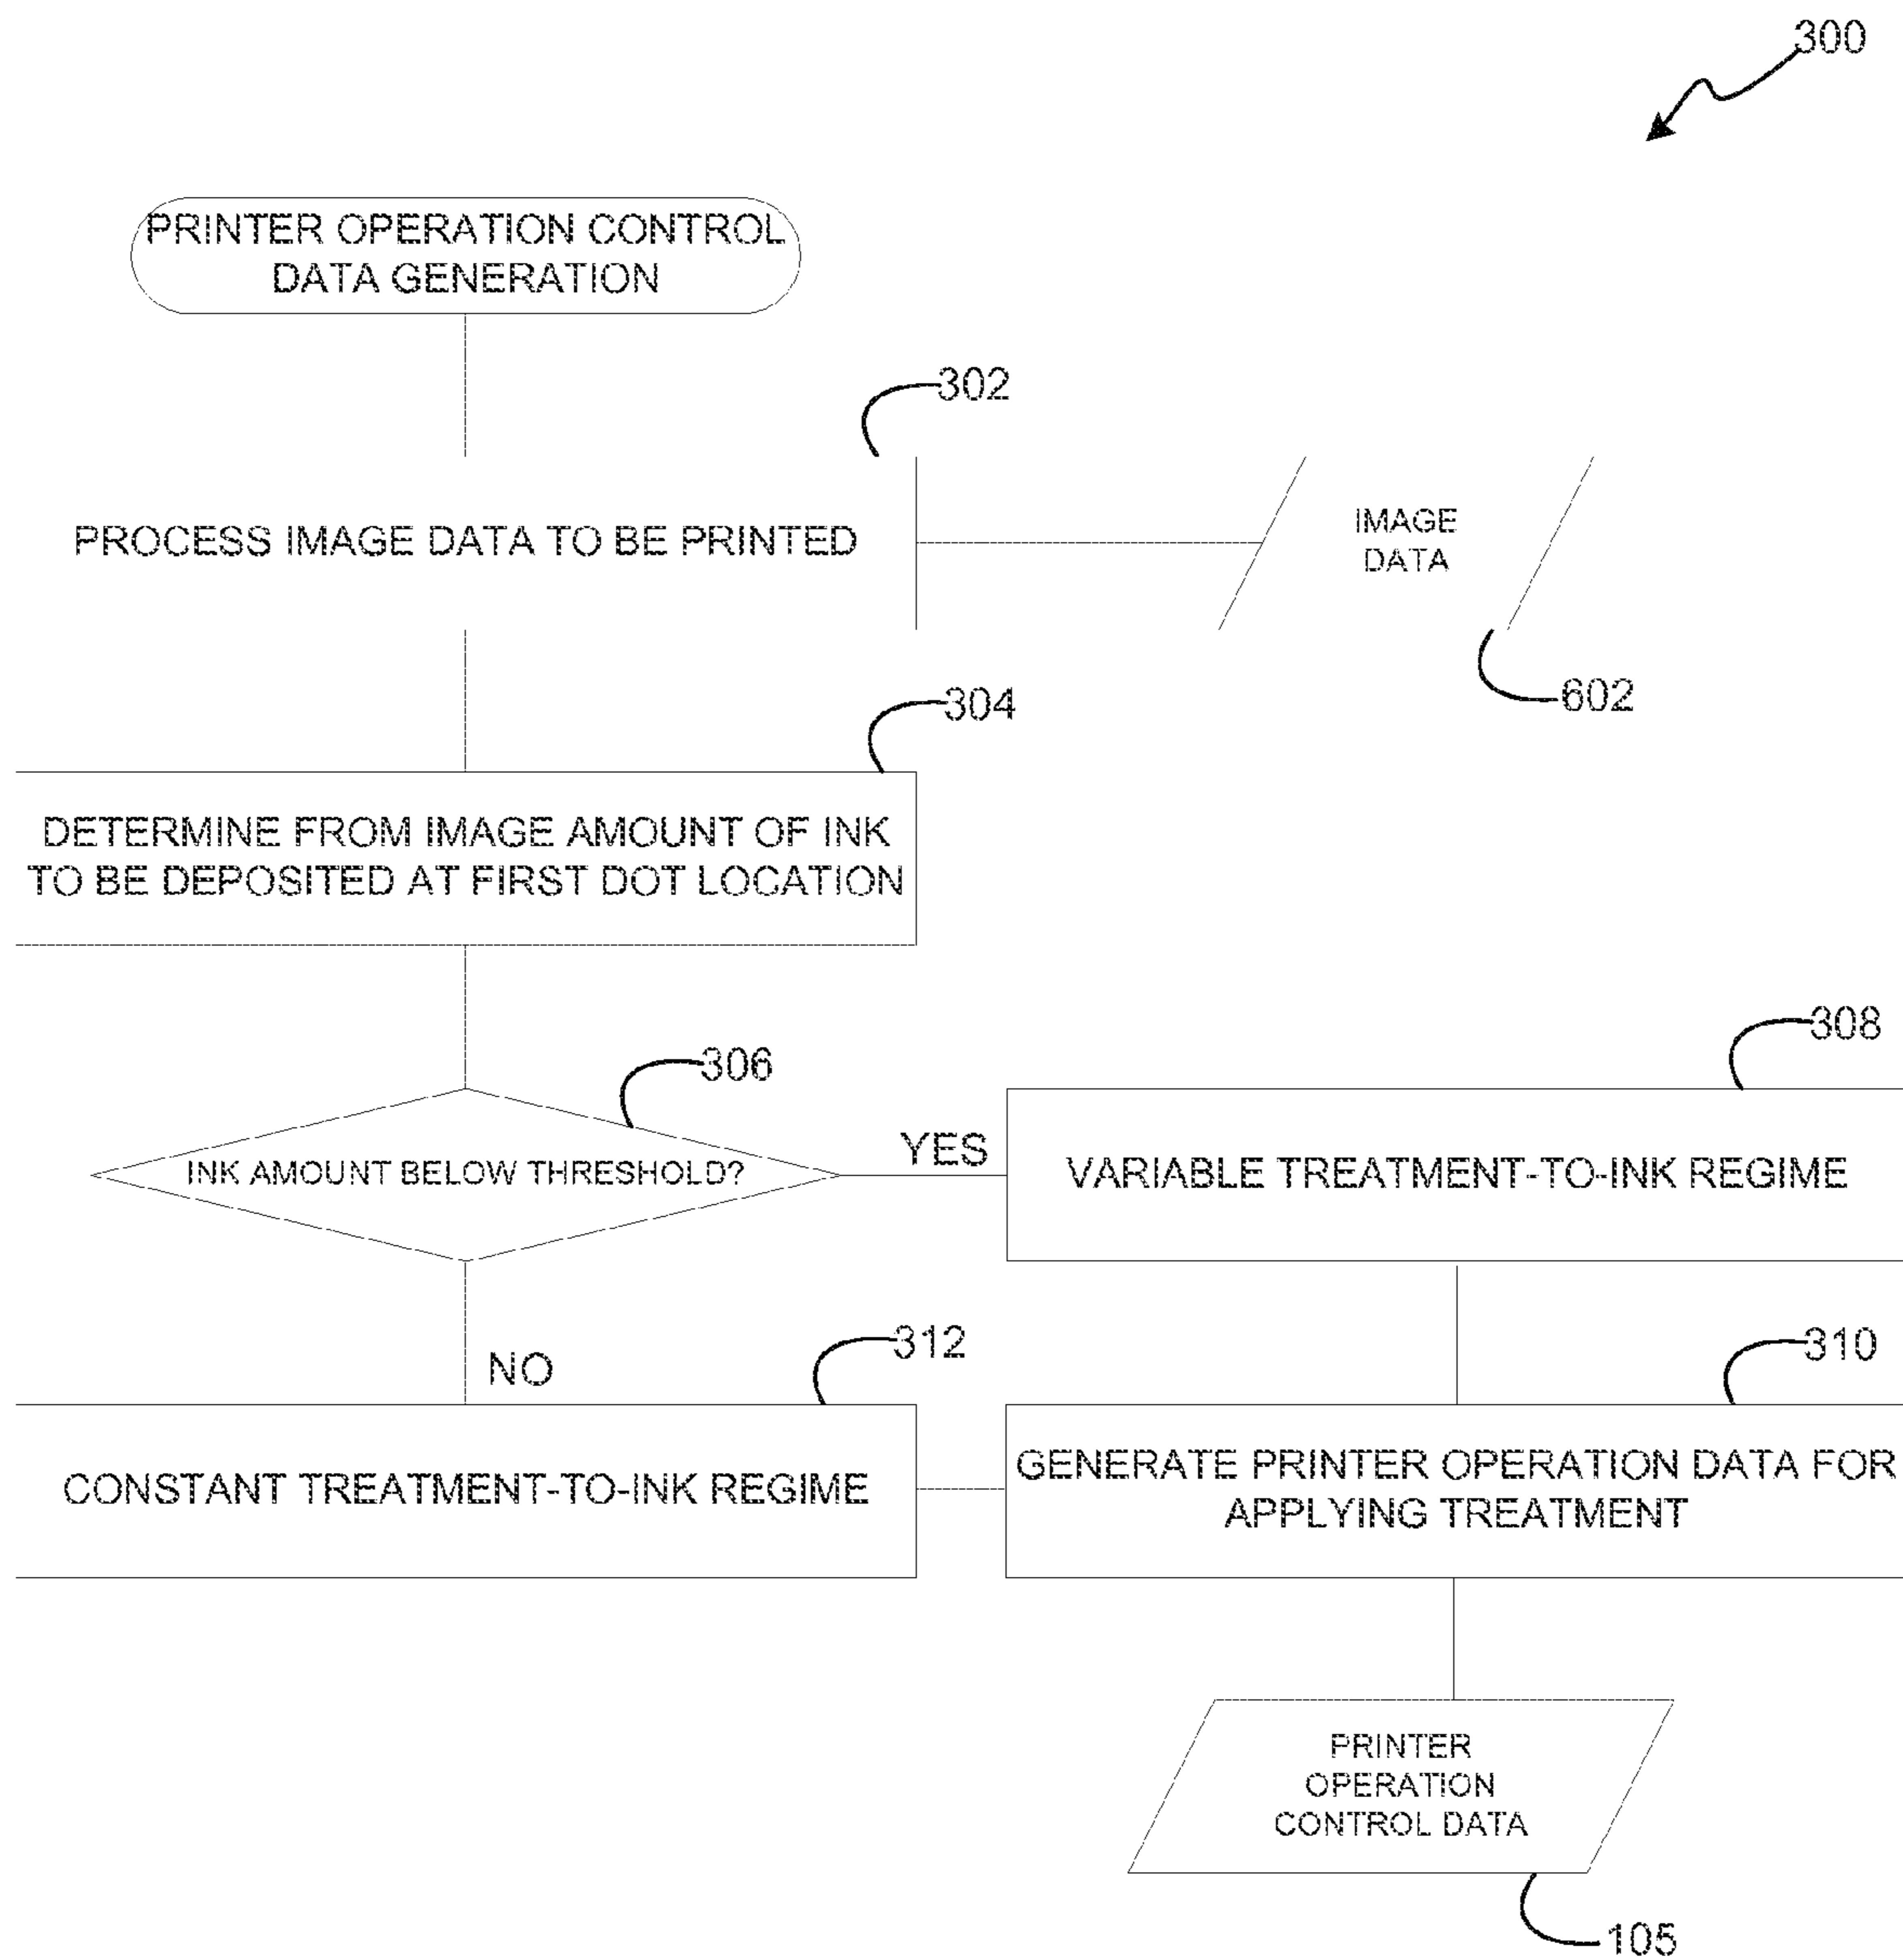 300
PRINTER OPERATION CONTROL
DATA GENERATION
302
PROCESS IMAGE DATA TO BE PRINTED
IMAGE
DATA
602
304
DETERMINE FROM IMAGE AMOUNT OF INK
TO BE DEPOSITED AT FIRST DOT LOCATION
306
INK AMOUNT BELOW THRESHOLD?
YES
308
VARIABLE TREATMENT-TO-INK REGIME
NO
312
CONSTANT TREATMENT-TO-INK REGIME
310
GENERATE PRINTER OPERATION DATA FOR
APPLYING TREATMENT
PRINTER
OPERATION
CONTROL DATA
105